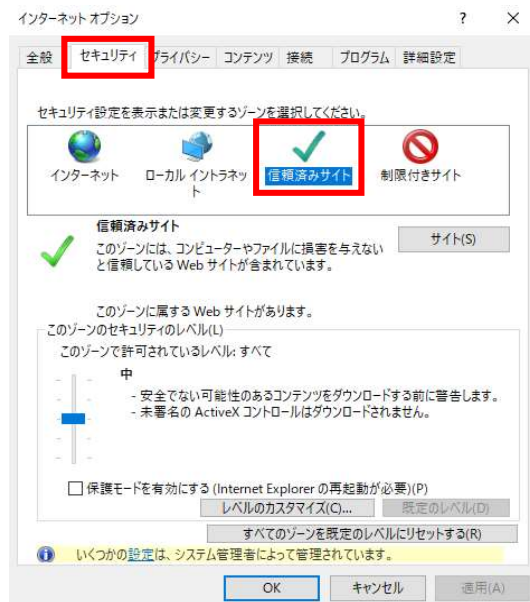 インターネット オプション ? ×
全般 セキュリティ プライバシー コンテンツ 接続 プログラム 詳細設定
セキュリティ設定を表示または変更するゾーンを選択してください。
インターネット ローカル イントラネッ 信頼済みサイト 制限付きサイト
ト
信頼済みサイト
サイト(S)
このゾーンには、コンピューターやファイルに損害を与えない
と信頼している Web サイトが含まれています。
このゾーンに属する Web サイトがあります。
このゾーンのセキュリティのレベル(L)
このゾーンで許可されているレベル: すべて
中
- 安全でない可能性のあるコンテンツをダウンロードする前に警告します。
- 未署名の ActiveX コントロールはダウンロードされません。
保護モードを有効にする (Internet Explorer の再起動が必要)(P)
レベルのカスタマイズ(C)... 既定のレベル(D)
すべてのゾーンを既定のレベルにリセットする(R)
いくつかの設定は、システム管理者によって管理されています。
OK キャンセル 適用(A)